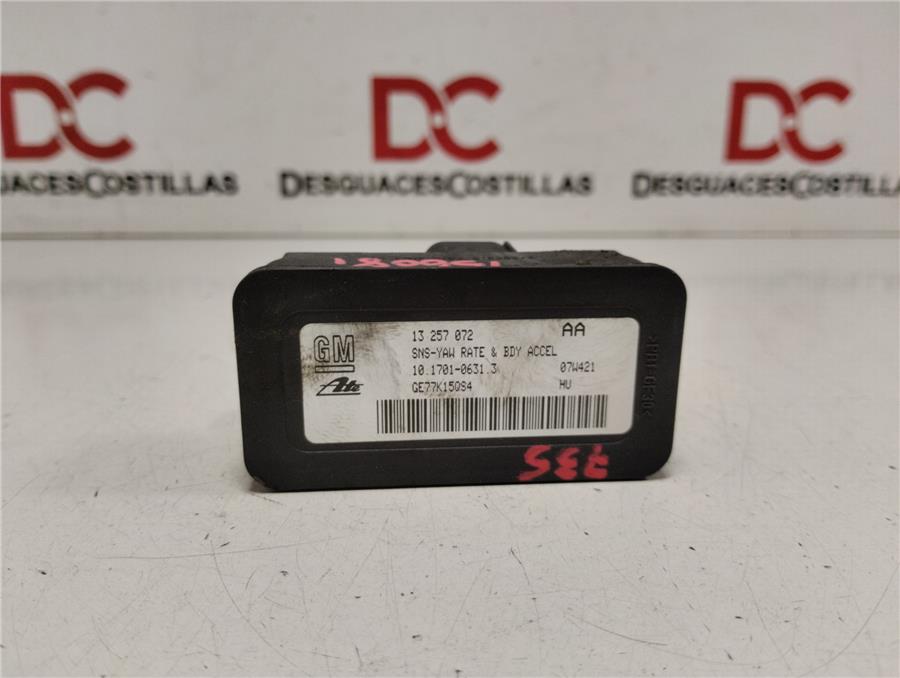 DC DC DC
DESGUACESCOSTILLAS DESGUACESCOSTILLAS DESGUACESCOSTILLAS
GM
13 257 072 AA
SNS-YAW RATE & BDY ACCEL
10.1701-0631.3 07W421
Ate GE77K15QS4 HU
735